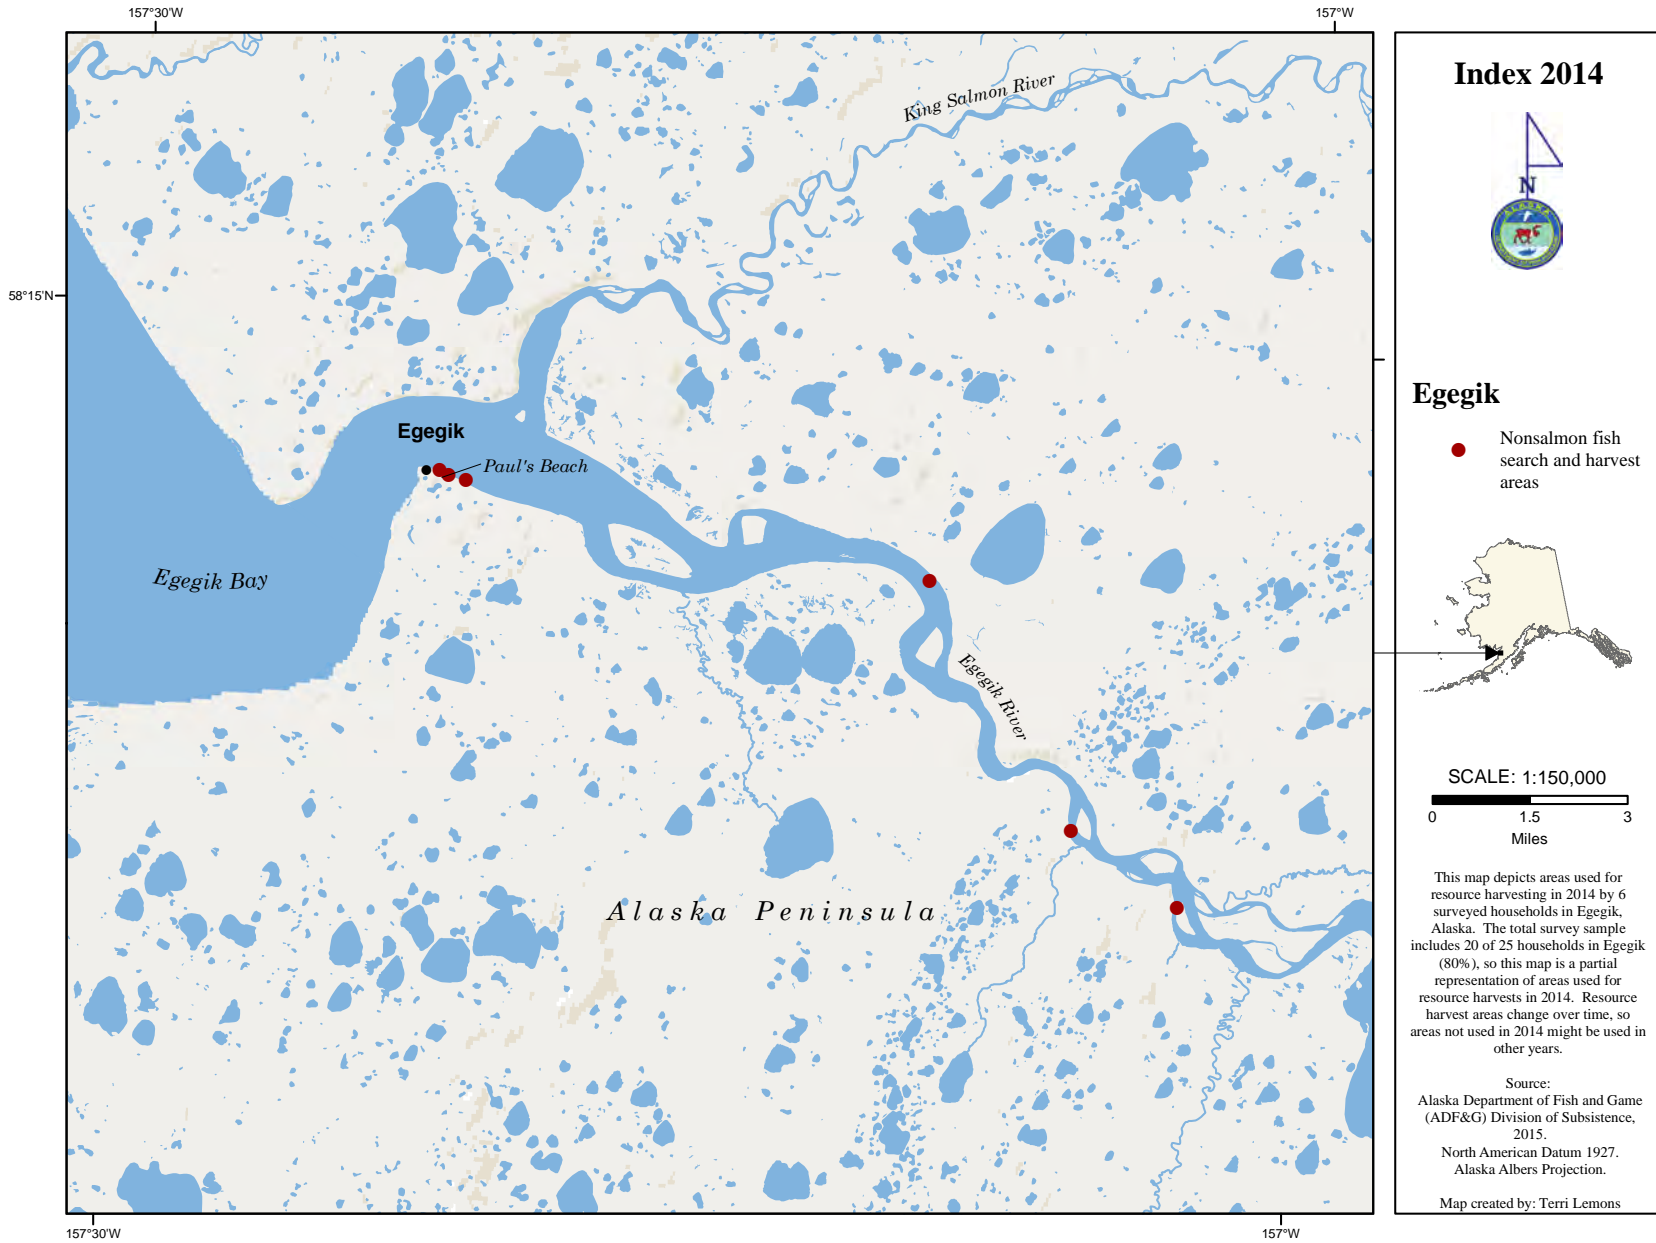 157°30'W
157°W
58°15'N
King Salmon River
Egegik
Paul's Beach
Egegik Bay
Egegik River
Alaska Peninsula
157°30'W
157°W
Index 2014
N
ALASKA
Egegik
Nonsalmon fish
search and harvest
areas
SCALE: 1:150,000
0 1.5 3
Miles
This map depicts areas used for
resource harvesting in 2014 by 6
surveyed households in Egegik,
Alaska. The total survey sample
includes 20 of 25 households in Egegik
(80%), so this map is a partial
representation of areas used for
resource harvests in 2014. Resource
harvest areas change over time, so
areas not used in 2014 might be used in
other years.
Source:
Alaska Department of Fish and Game
(ADF&G) Division of Subsistence,
2015.
North American Datum 1927.
Alaska Albers Projection.
Map created by: Terri Lemons